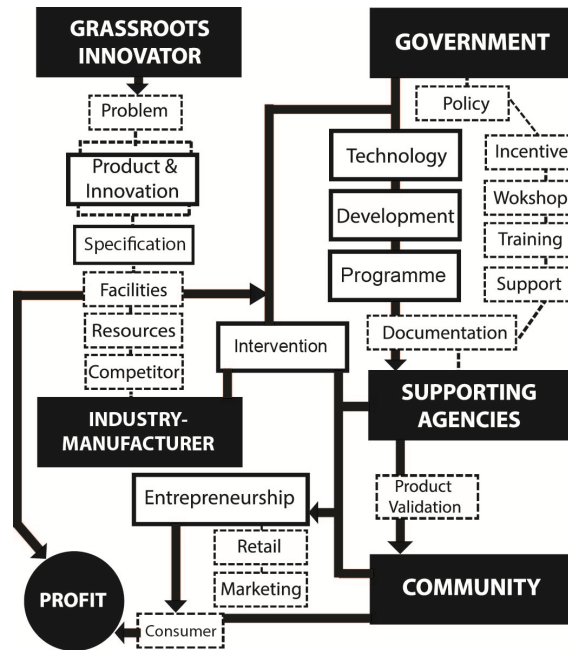 GRASSROOTS
INNOVATOR
Problem
Product &
Innovation
Specification
Facilities
Resources
Competitor
INDUSTRY-
MANUFACTURER
GOVERNMENT
Policy
Incentive
Wokshop
Training
Support
Technology
Development
Programme
Documentation
Intervention
SUPPORTING
AGENCIES
Product
Validation
Entrepreneurship
Retail
Marketing
Consumer
COMMUNITY
PROFIT